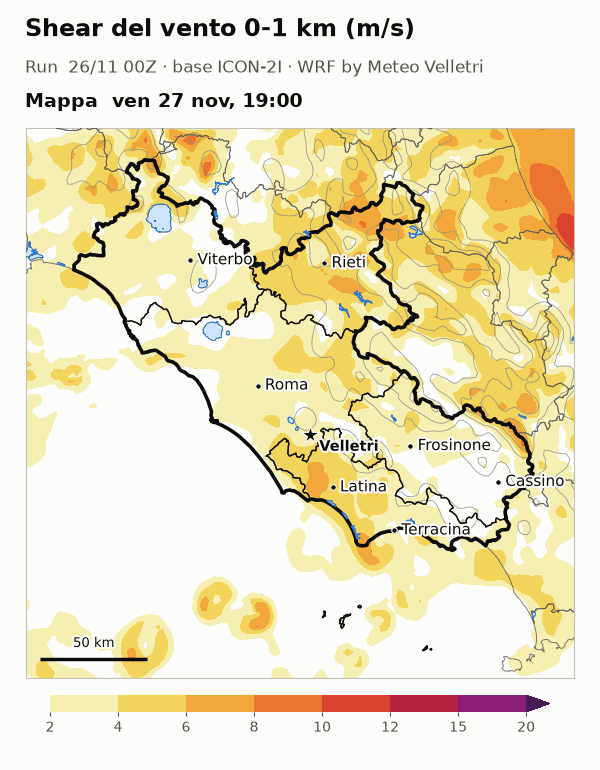 Shear del vento 0-1 km (m/s)
Run  26/11 00Z · base ICON-2I · WRF by Meteo Velletri
Mappa  ven 27 nov, 19:00
Viterbo
Rieti
Roma
Velletri
Frosinone
Latina
Cassino
Terracina
50 km
2 4 6 8 10 12 15 20